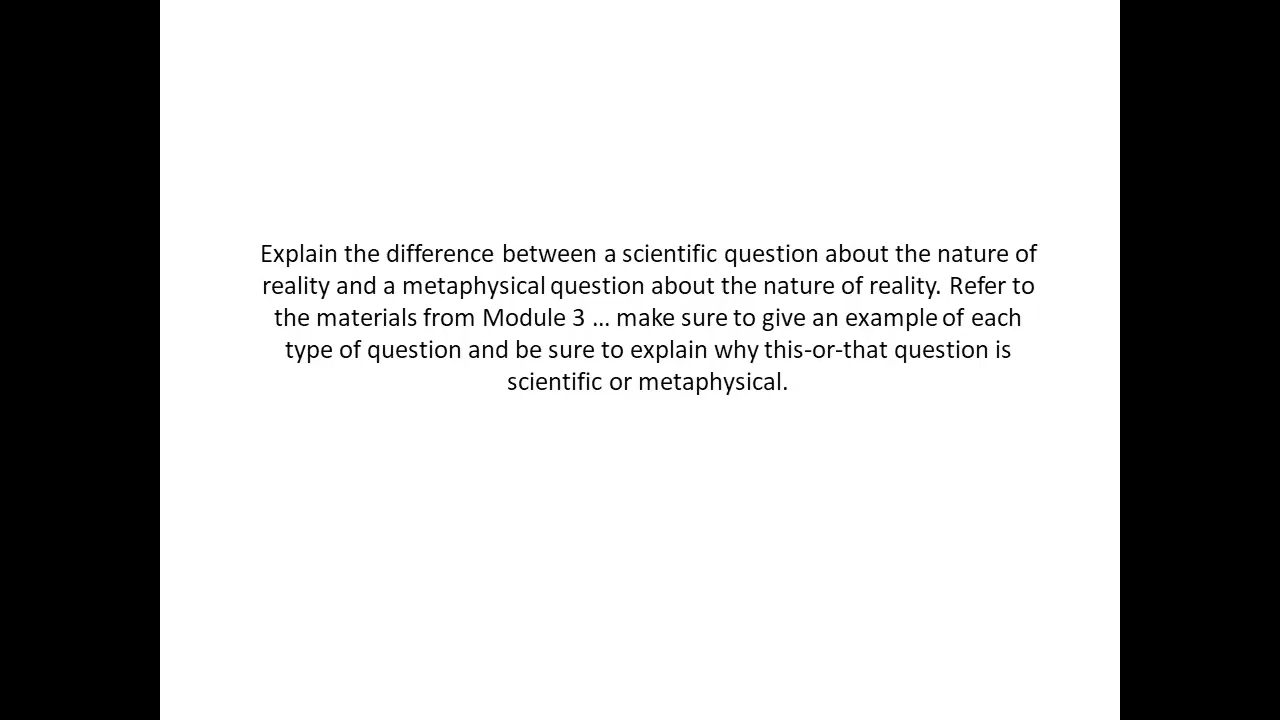 Explain the difference between a scientific question about the nature of
reality and a metaphysical question about the nature of reality. Refer to
the materials from Module 3 … make sure to give an example of each
type of question and be sure to explain why this-or-that question is
scientific or metaphysical.